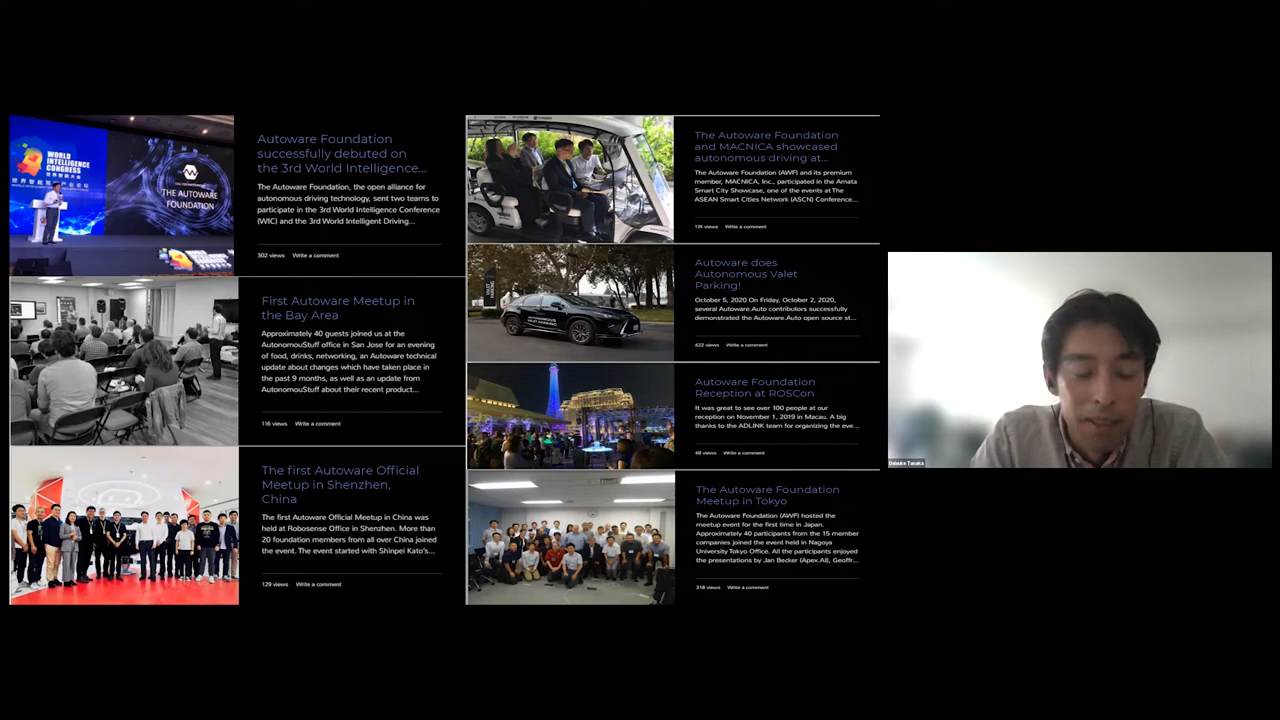 WORLD
INTELLIGENCE
CONGRESS
世界智能大会
THE AUTOWARE
FOUNDATION
Autoware Foundation
successfully debuted on
the 3rd World Intelligence...
The Autoware Foundation, the open alliance for
autonomous driving technology, sent two teams to
participate in the 3rd World Intelligence Conference
(WIC) and the 3rd World Intelligent Driving...
302 views Write a comment
First Autoware Meetup in
the Bay Area
Approximately 40 guests joined us at the
AutonomouStuff office in San Jose for an evening
of food, drinks, networking, an Autoware technical
update about changes which have taken place in
the past 9 months, as well as an update from
AutonomouStuff about their recent product...
116 views Write a comment
The first Autoware Official
Meetup in Shenzhen,
China
The first Autoware Official Meetup in China was
held at Robosense Office in Shenzhen. More than
20 foundation members from all over China joined
the event. The event started with Shinpei Kato's...
129 views Write a comment
The Autoware Foundation
and MACNICA showcased
autonomous driving at...
The Autoware Foundation (AWF) and its premium
member, MACNICA, Inc., participated in the Amata
Smart City Showcase, one of the events at The
ASEAN Smart Cities Network (ASCN) Conference...
174 views Write a comment
VALET
PARKING
AUTONOMOUS
VALET PARKING
Autoware does
Autonomous Valet
Parking!
October 5, 2020 On Friday, October 2, 2020,
several Autoware.Auto contributors successfully
demonstrated the Autoware.Auto open source st...
422 views Write a comment
Autoware Foundation
Reception at ROSCon
It was great to see over 100 people at our
reception on November 1, 2019 in Macau. A big
thanks to the ADLINK team for organizing the eve...
48 views Write a comment
The Autoware Foundation
Meetup in Tokyo
The Autoware Foundation (AWF) hosted the
meetup event for the first time in Japan.
Approximately 40 participants from the 15 member
companies joined the event held in Nagoya
University Tokyo Office. All the participants enjoyed
the presentations by Jan Becker (Apex.AI), Geoffr...
318 views Write a comment
Daisuke Tanaka